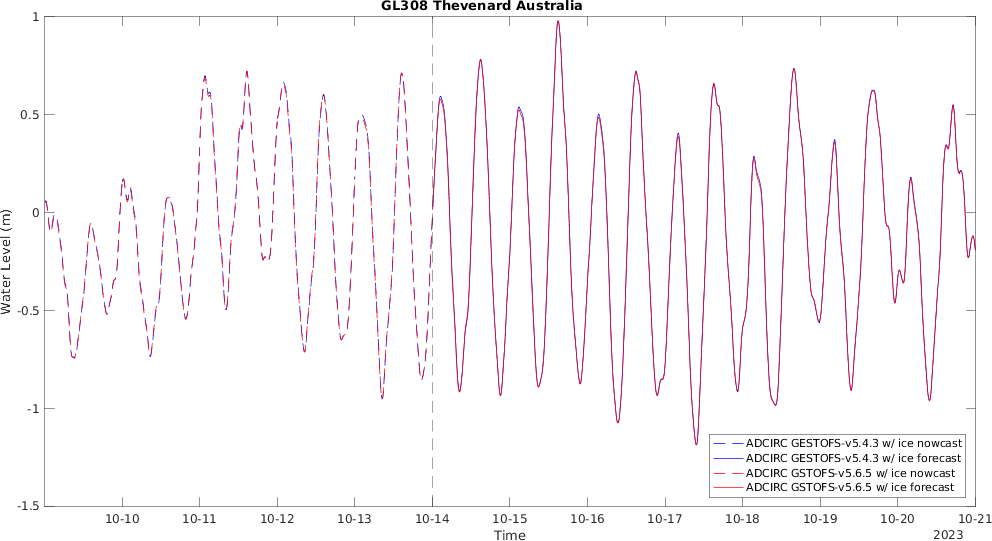 GL308 Thevenard Australia
Water Level (m)
1
0.5
0
-0.5
-1
-1.5
10-10
10-11
10-12
10-13
10-14
10-15
10-16
10-17
10-18
10-19
10-20
10-21
Time
2023
ADCIRC GESTOFS-v5.4.3 w/ ice nowcast
ADCIRC GESTOFS-v5.4.3 w/ ice forecast
ADCIRC GSTOFS-v5.6.5 w/ ice nowcast
ADCIRC GSTOFS-v5.6.5 w/ ice forecast